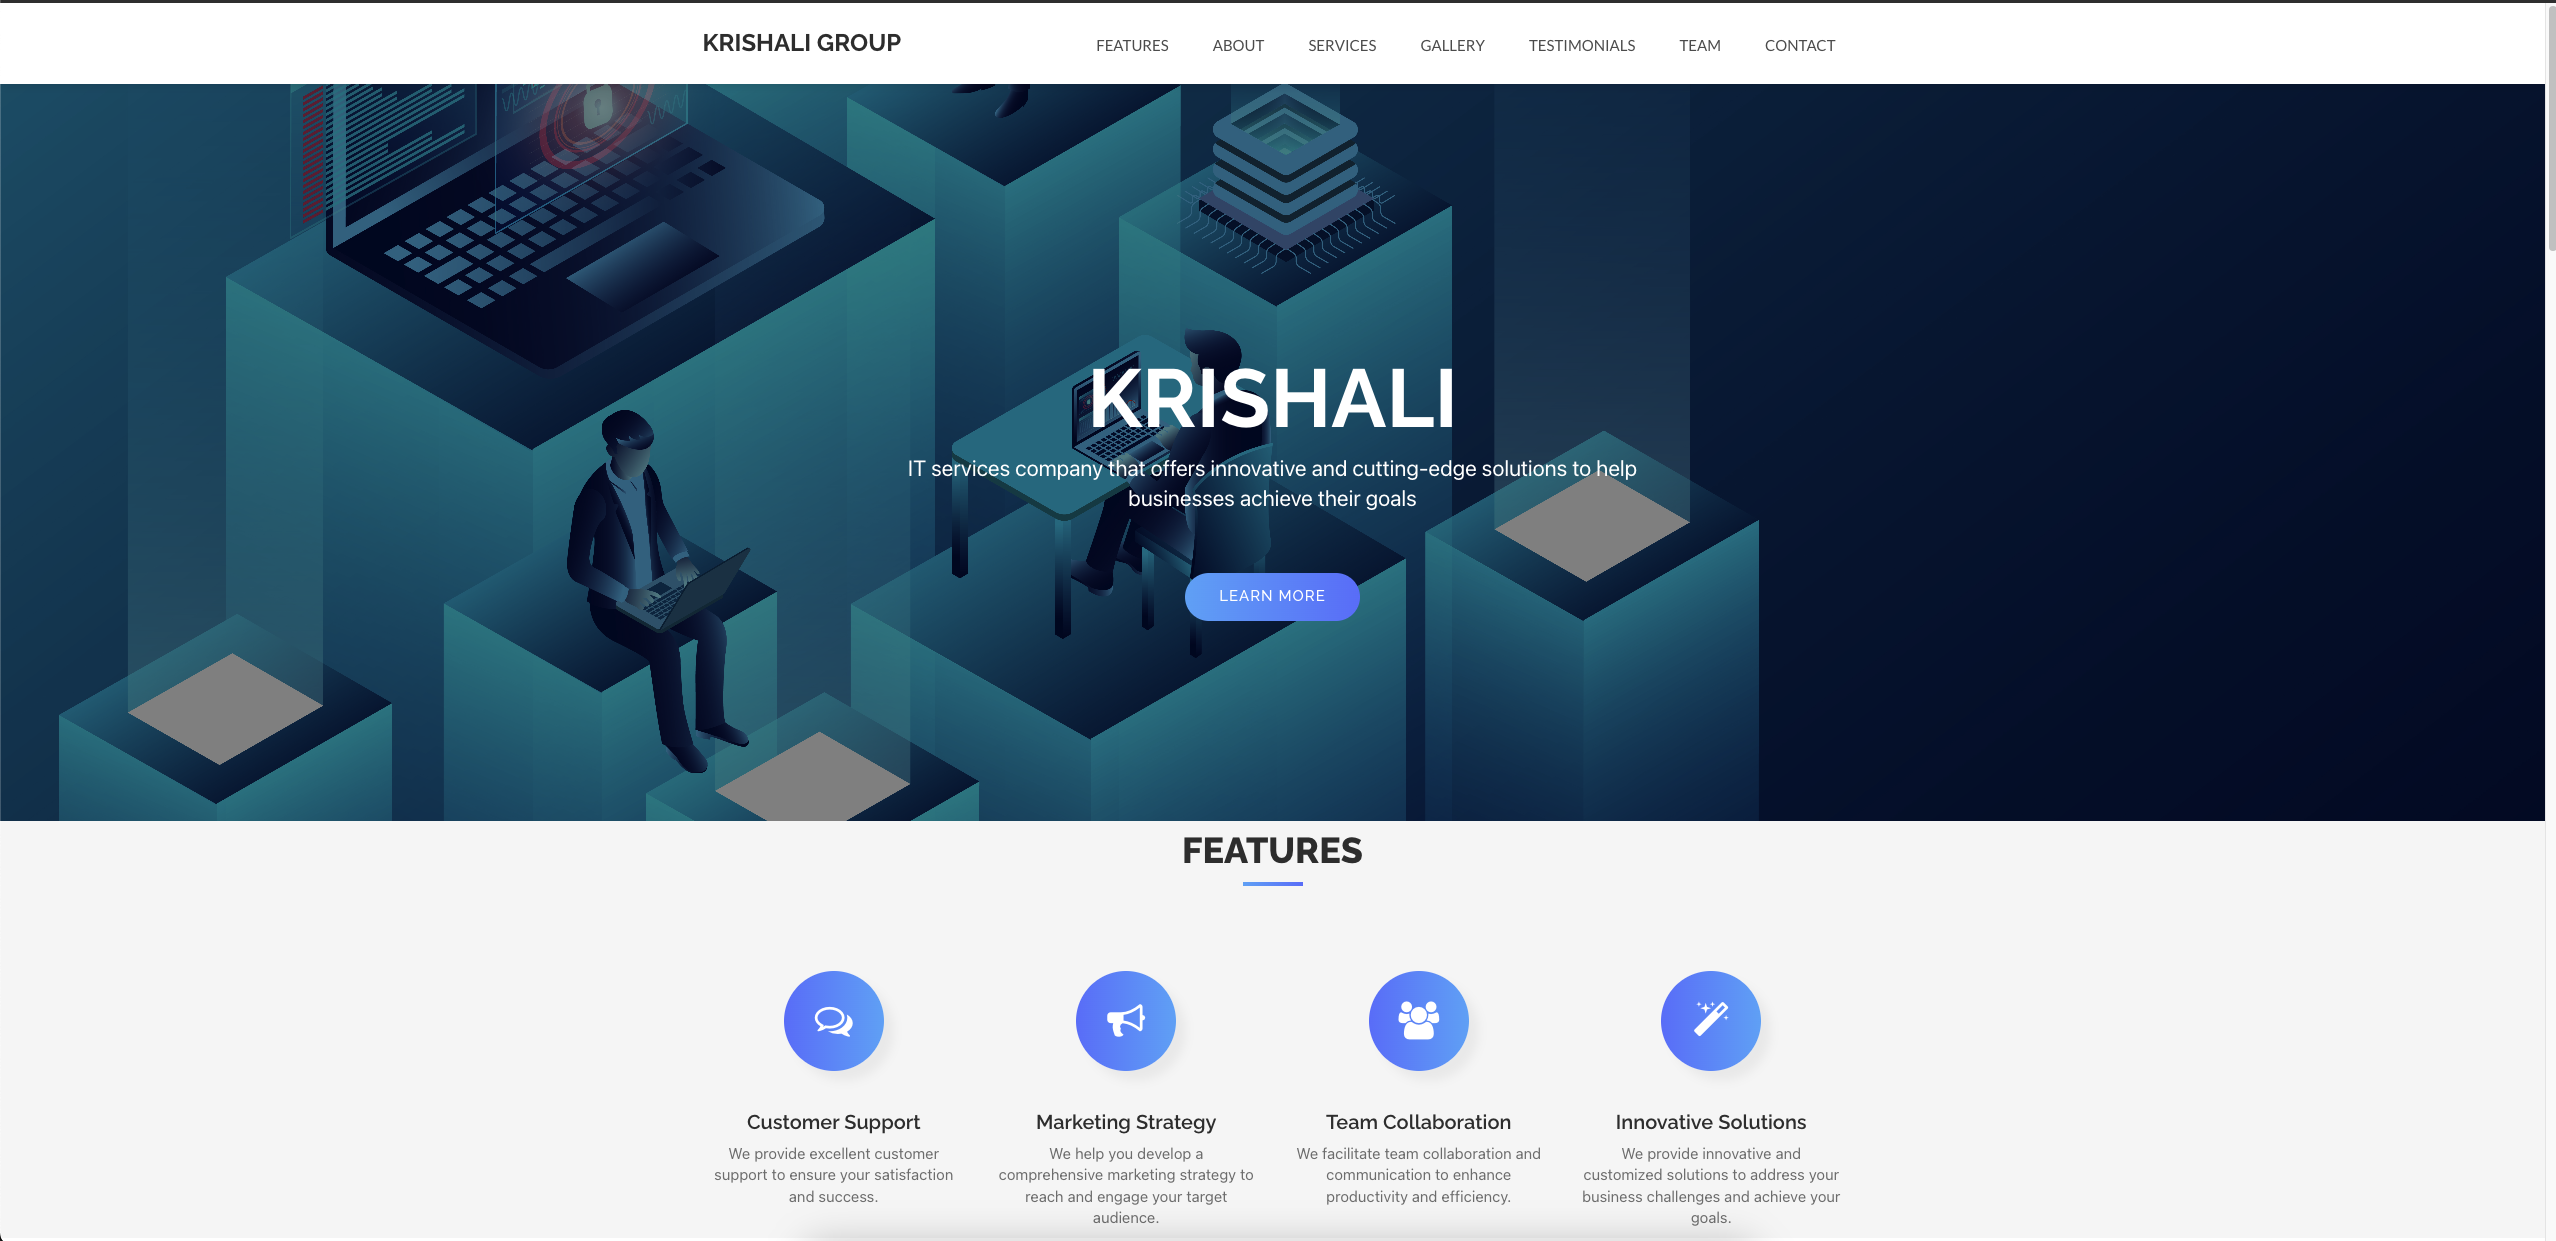 KRISHALI GROUP
FEATURES ABOUT SERVICES GALLERY TESTIMONIALS TEAM CONTACT
KRISHALI
IT services company that offers innovative and cutting-edge solutions to help
businesses achieve their goals
LEARN MORE
FEATURES
Customer Support
We provide excellent customer
support to ensure your satisfaction
and success.
Marketing Strategy
We help you develop a
comprehensive marketing strategy to
reach and engage your target
audience.
Team Collaboration
We facilitate team collaboration and
communication to enhance
productivity and efficiency.
Innovative Solutions
We provide innovative and
customized solutions to address your
business challenges and achieve your
goals.